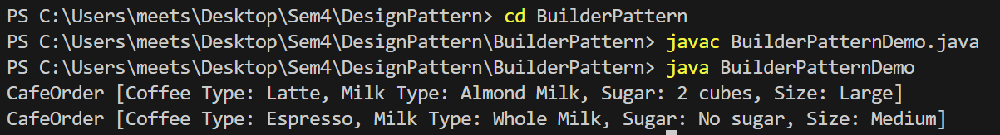 PS C:\Users\meets\Desktop\Sem4\DesignPattern> cd BuilderPattern
PS C:\Users\meets\Desktop\Sem4\DesignPattern\BuilderPattern> javac BuilderPatternDemo.java
PS C:\Users\meets\Desktop\Sem4\DesignPattern\BuilderPattern> java BuilderPatternDemo
CafeOrder [Coffee Type: Latte, Milk Type: Almond Milk, Sugar: 2 cubes, Size: Large]
CafeOrder [Coffee Type: Espresso, Milk Type: Whole Milk, Sugar: No sugar, Size: Medium]